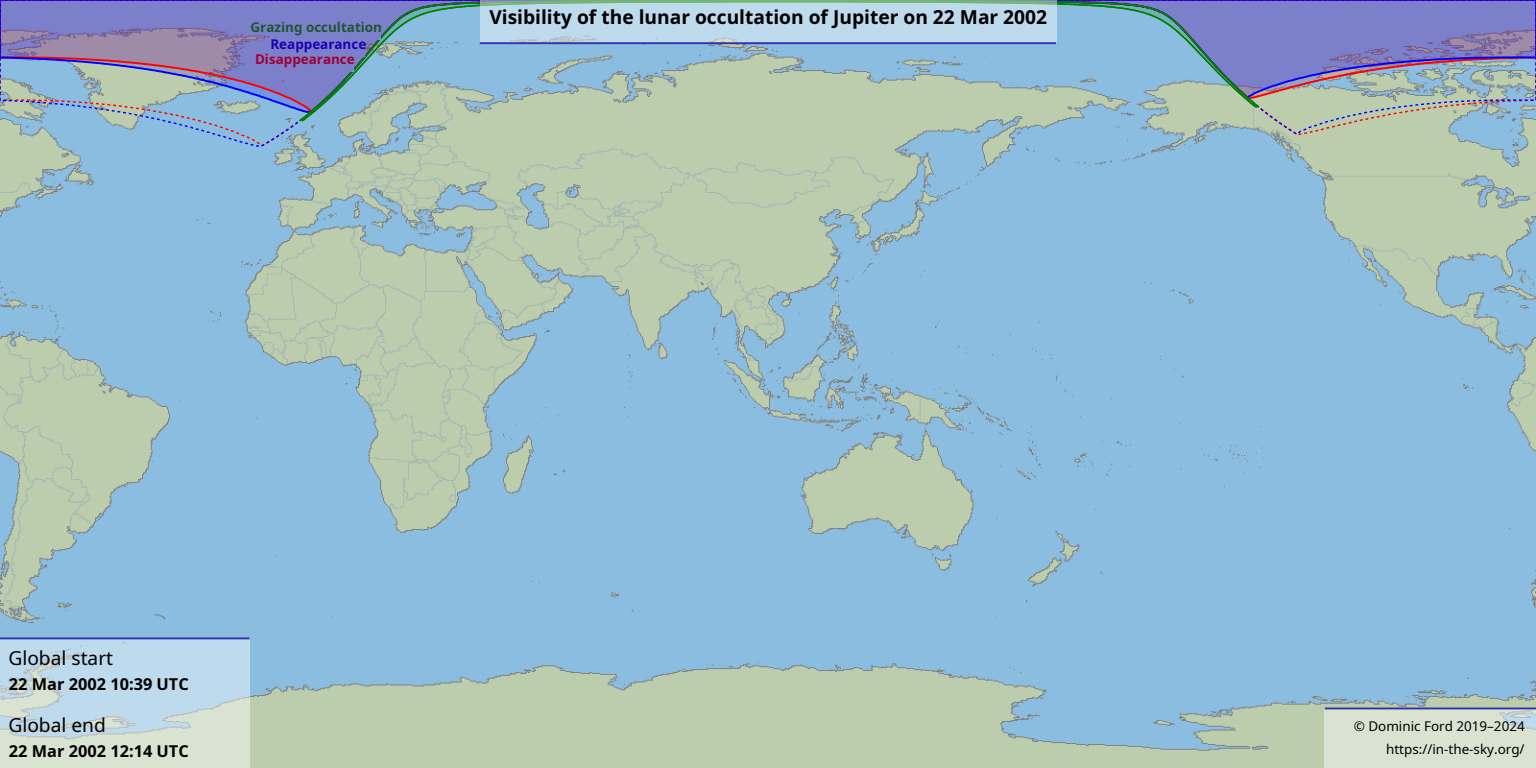 Visibility of the lunar occultation of Jupiter on 22 Mar 2002
Grazing occultation
Reappearance
Disappearance
Global start
22 Mar 2002 10:39 UTC
Global end
22 Mar 2002 12:14 UTC
© Dominic Ford 2019–2024
https://in-the-sky.org/